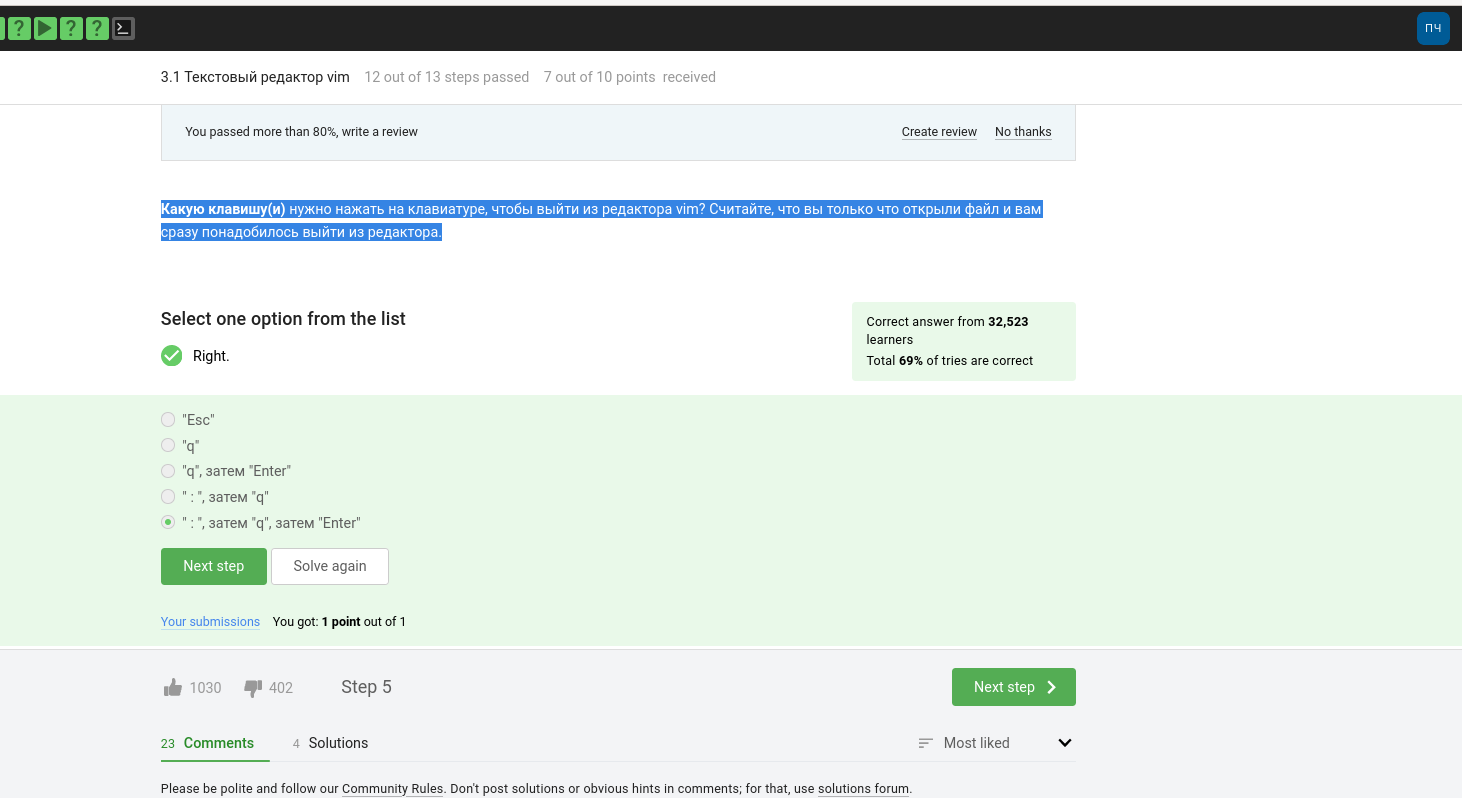 ? ? ?
ПЧ
3.1 Текстовый редактор vim 12 out of 13 steps passed 7 out of 10 points received
You passed more than 80%, write a review Create review No thanks
Какую клавишу(и) нужно нажать на клавиатуре, чтобы выйти из редактора vim? Считайте, что вы только что открыли файл и вам
сразу понадобилось выйти из редактора.
Select one option from the list
Correct answer from 32,523
learners
Total 69% of tries are correct
Right.
"Esc"
"q"
"q", затем "Enter"
" : ", затем "q"
" : ", затем "q", затем "Enter"
Next step Solve again
Your submissions You got: 1 point out of 1
1030 402 Step 5 Next step
23 Comments 4 Solutions Most liked
Please be polite and follow our Community Rules. Don't post solutions or obvious hints in comments; for that, use solutions forum.